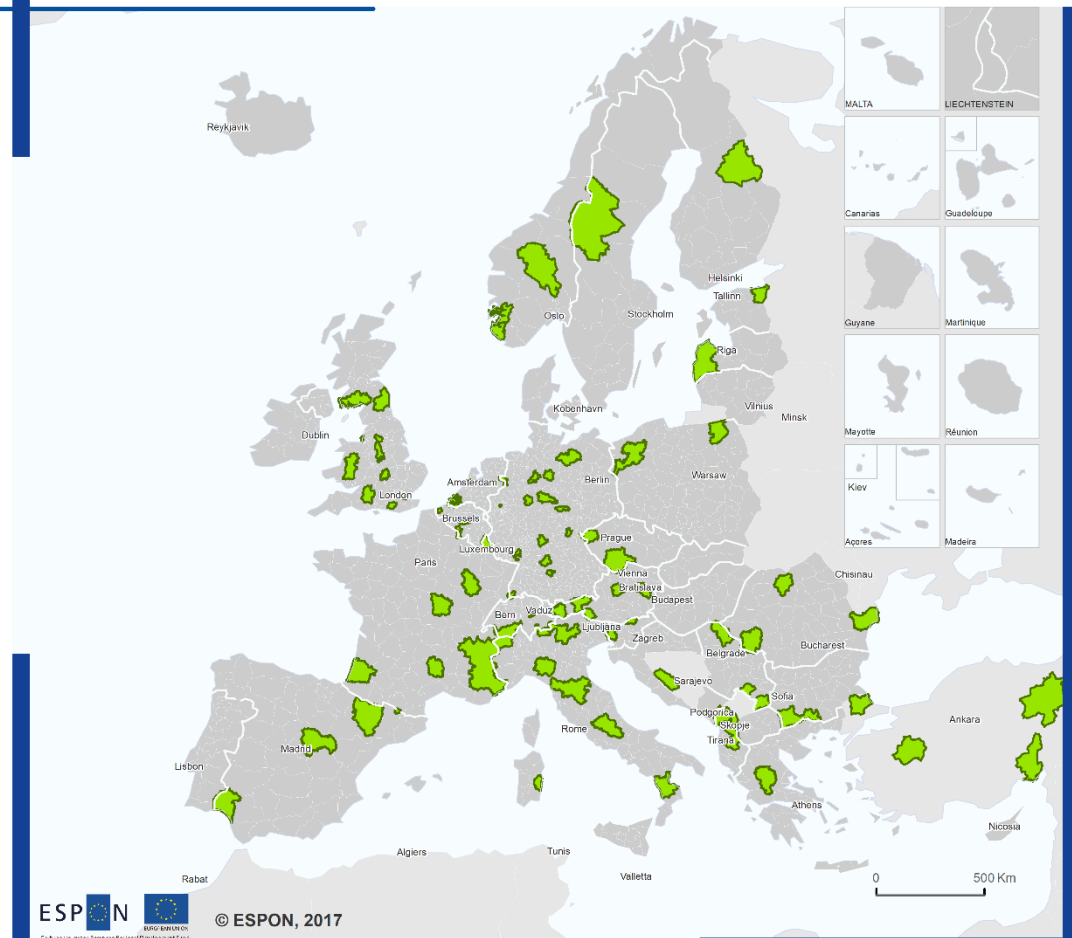 MALTA
LIECHTENSTEIN
Reykjavik
Canarias
Guadeloupe
Helsinki
Tallinn
Oslo
Stockholm
Guyane
Martinique
Riga
Kobenhavn
Vilnius
Minsk
Dublin
Mayotte
Réunion
Amsterdam
Berlin
Warsaw
London
Kiev
Brussels
Prague
Açores
Madeira
Luxembourg
Paris
Vienna
Chisinau
Bratislava
Budapest
Bern
Vaduz
Ljubljana
Zagreb
Bucharest
Belgrade
Sarajevo
Sofia
Podgorica
Skopje
Ankara
Rome
Tirana
Madrid
Lisbon
Athens
Nicosia
Algiers
Tunis
Valletta
Rabat
0 500 Km
ESPON
EUROPEAN UNION
© ESPON, 2017